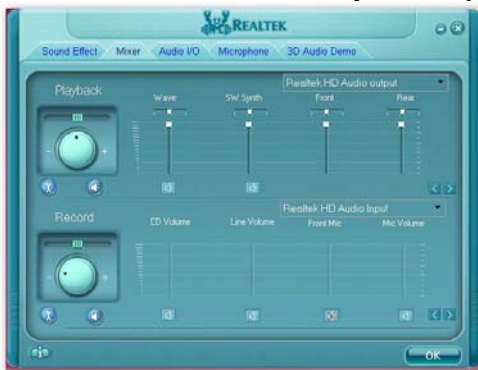 REALTEK
Sound Effect Mixer Audio I/O Microphone 3D Audio Demo
Realtek HD Audio output
Playback
Wave SW Synth Front Rear
Realtek HD Audio Input
Record
CD Volume Line Volume Front Mic Mic Volume
OK